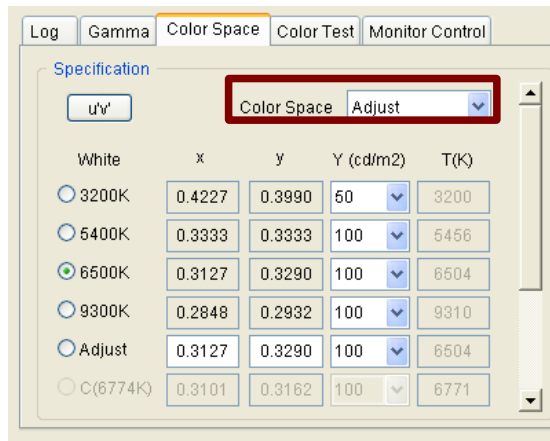 Log Gamma Color Space Color Test Monitor Control
Specification
u'v' Color Space Adjust
White x y Y (cd/m2) T(K)
3200K 0.4227 0.3990 50 3200
5400K 0.3333 0.3333 100 5456
6500K 0.3127 0.3290 100 6504
9300K 0.2848 0.2932 100 9310
Adjust 0.3127 0.3290 100 6504
C(6774K) 0.3101 0.3162 100 6771